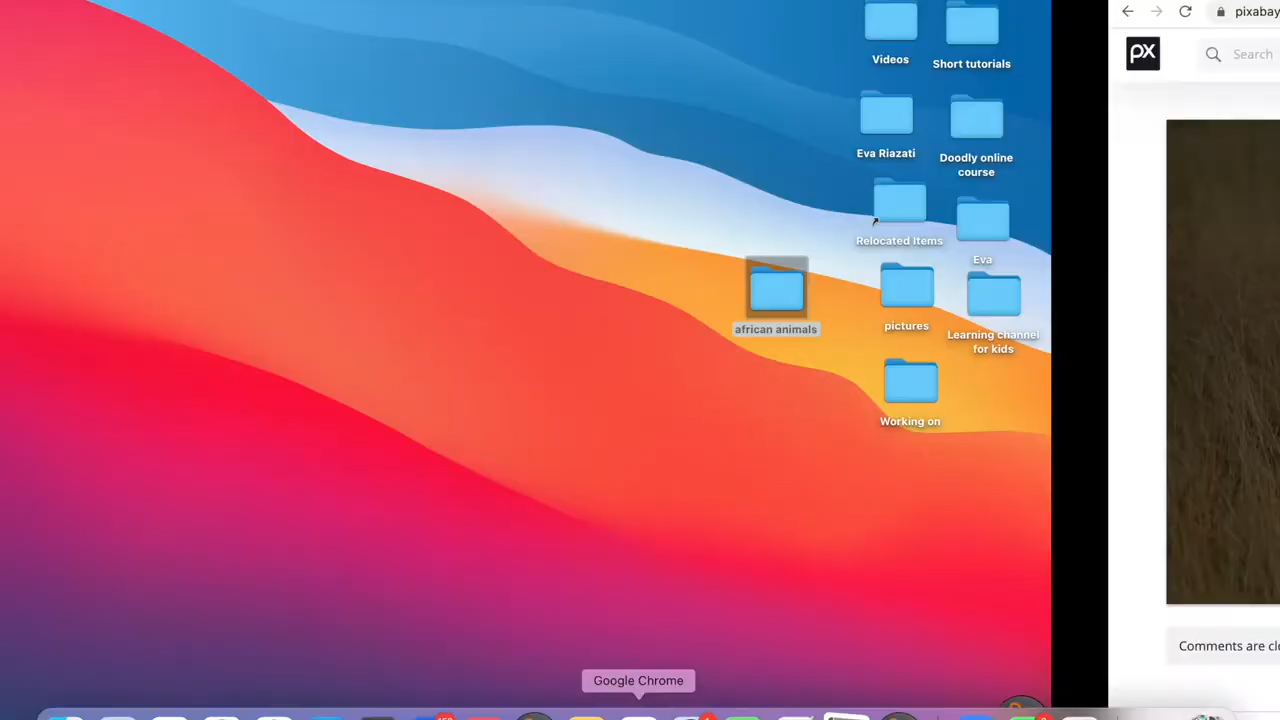 pixabay
px
Search
Videos
Short tutorials
Eva Riazati
Doodly online
course
Relocated Items
Eva
african animals
pictures
Learning channel
for kids
Working on
Comments are clo
Google Chrome